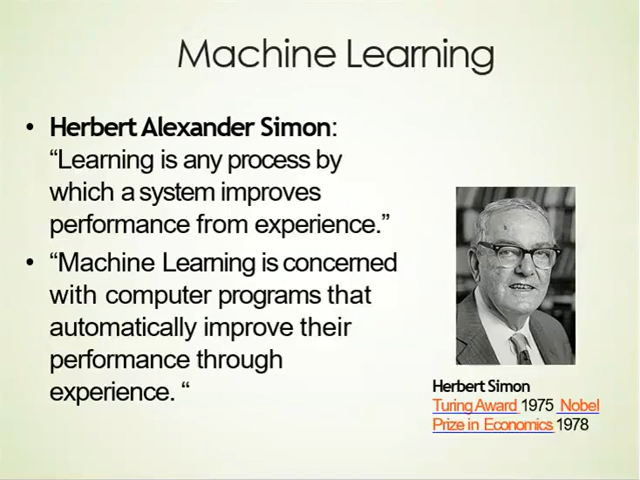 Machine Learning
• Herbert Alexander Simon:
“Learning is any process by
which a system improves
performance from experience.”
• “Machine Learning is concerned
with computer programs that
automatically improve their
performance through
experience. “
Herbert Simon
Turing Award 1975 Nobel
Prize in Economics 1978